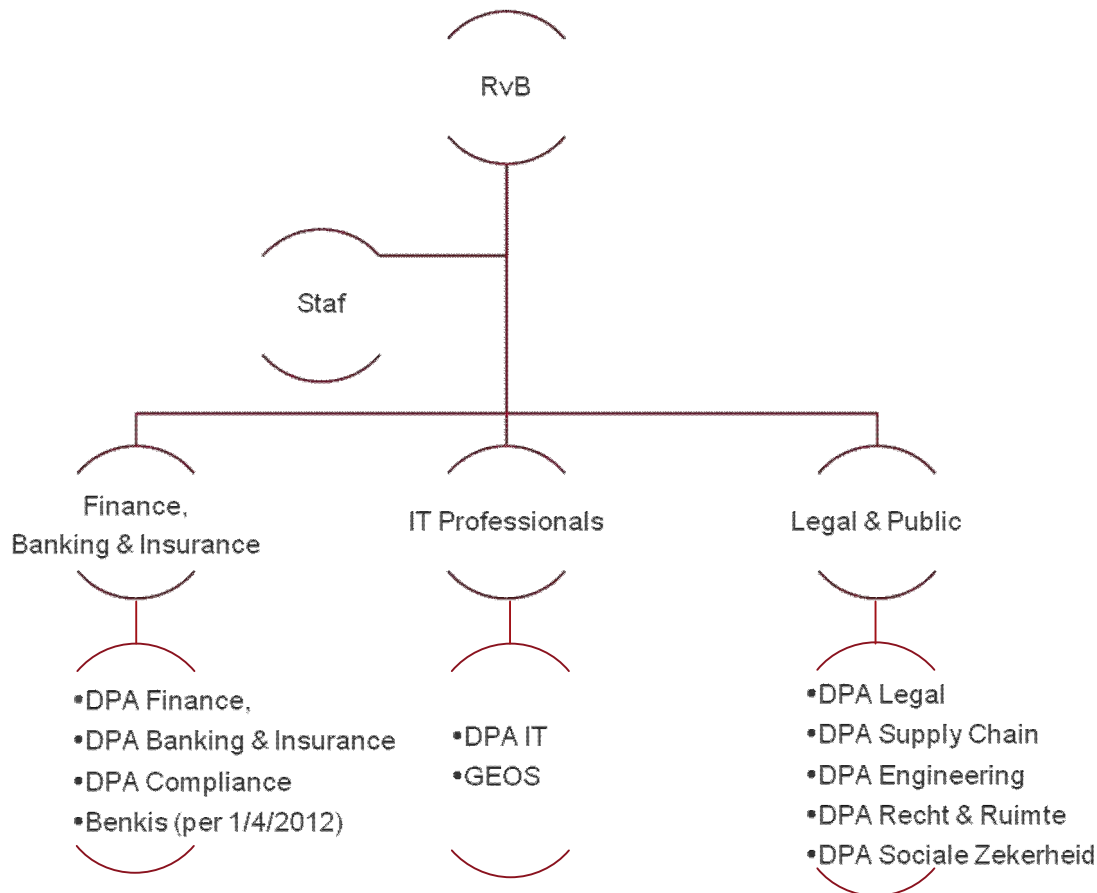 RvB
Staf
Finance,
Banking & Insurance
IT Professionals
Legal & Public
•DPA Finance,
•DPA Banking & Insurance
•DPA Compliance
•Benkis (per 1/4/2012)
•DPA IT
•GEOS
•DPA Legal
•DPA Supply Chain
•DPA Engineering
•DPA Recht & Ruimte
•DPA Sociale Zekerheid